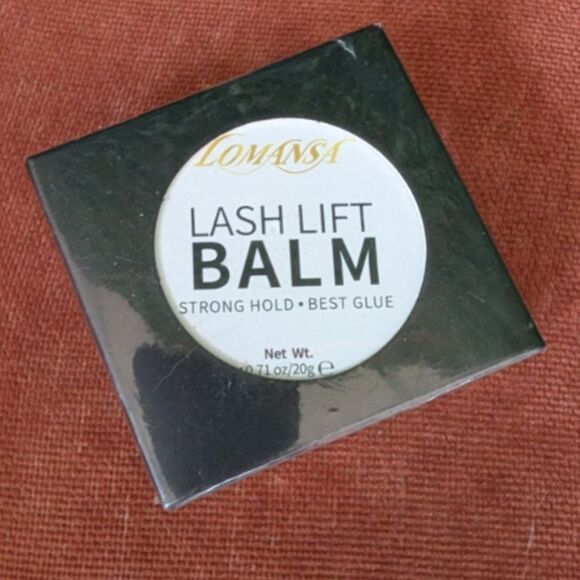 LOMANSA
LASH LIFT
BALM
STRONG HOLD • BEST GLUE
Net Wt.
0.71 oz/20g ℮